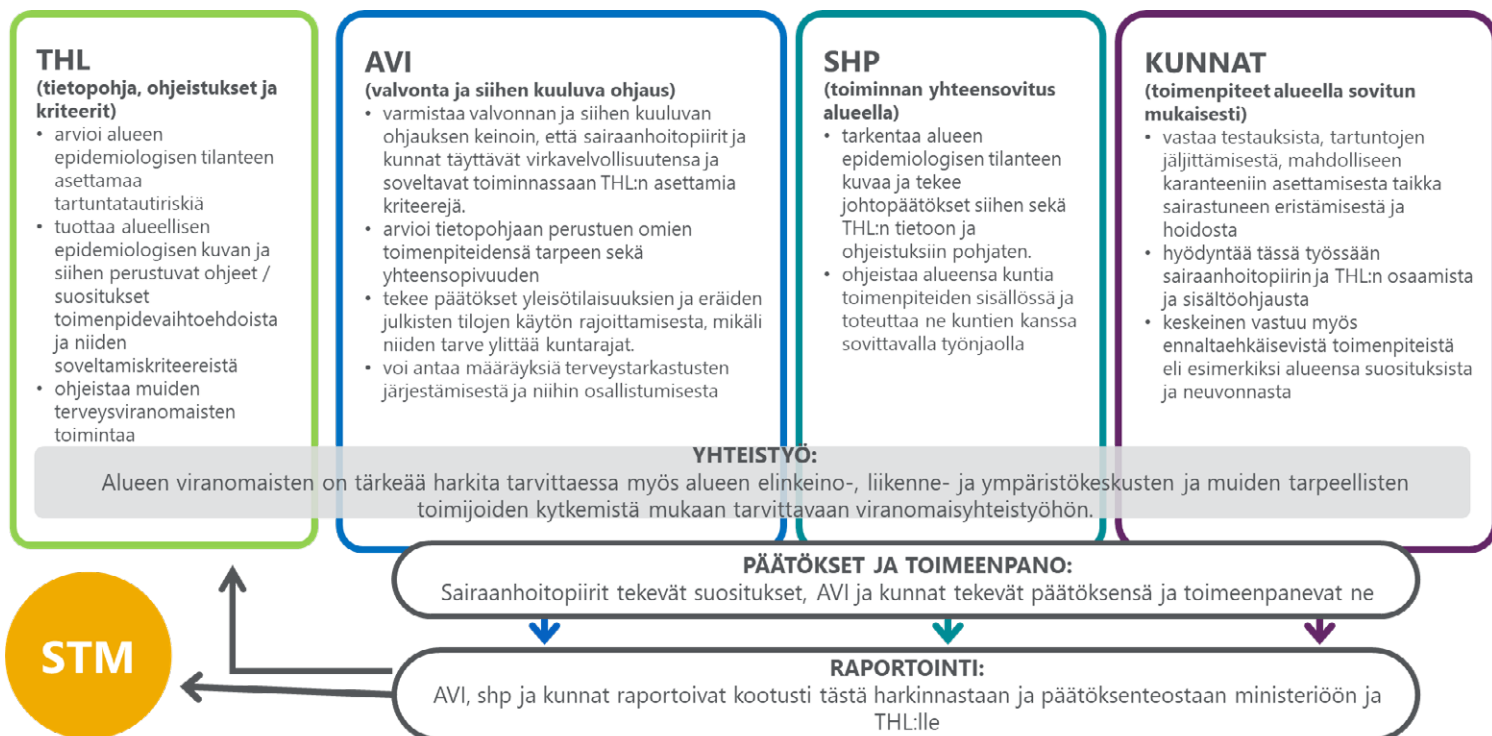 THL
(tietopohja, ohjeistukset ja
kriteerit)
• arvioi alueen
epidemiologisen tilanteen
asettamaa
tartuntatautiriskiä
• tuottaa alueellisen
epidemiologisen kuvan ja
siihen perustuvat ohjeet /
suositukset
toimenpidevaihtoehdoista
ja niiden
soveltamiskriteereistä
• ohjeistaa muiden
terveysviranomaisten
toimintaa
AVI
(valvonta ja siihen kuuluva ohjaus)
• varmistaa valvonnan ja siihen kuuluvan
ohjauksen keinoin, että sairaanhoitopiirit ja
kunnat täyttävät virkavelvollisuutensa ja
soveltavat toiminnassaan THL:n asettamia
kriteerejä.
• arvioi tietopohjaan perustuen omien
toimenpiteidensä tarpeen sekä
yhteensopivuuden
• tekee päätökset yleisötilaisuuksien ja eräiden
julkisten tilojen käytön rajoittamisesta, mikäli
niiden tarve ylittää kuntarajat.
• voi antaa määräyksiä terveystarkastusten
järjestämisestä ja niihin osallistumisesta
SHP
(toiminnan yhteensovitus
alueella)
• tarkentaa alueen
epidemiologisen tilanteen
kuvaa ja tekee
johtopäätökset siihen sekä
THL:n tietoon ja
ohjeistuksiin pohjaten.
• ohjeistaa alueensa kuntia
toimenpiteiden sisällössä ja
toteuttaa ne kuntien kanssa
sovittavalla työnjaolla
KUNNAT
(toimenpiteet alueella sovitun
mukaisesti)
• vastaa testauksista, tartuntojen
jäljittämisestä, mahdolliseen
karanteeniin asettamisesta taikka
sairastuneen eristämisestä ja
hoidosta
• hyödyntää tässä työssään
sairaanhoitopiirin ja THL:n osaamista
ja sisältöohjausta
• keskeinen vastuu myös
ennaltaehkäisevistä toimenpiteistä
eli esimerkiksi alueensa suosituksista
ja neuvonnasta
YHTEISTYÖ:
Alueen viranomaisten on tärkeää harkita tarvittaessa myös alueen elinkeino-, liikenne- ja ympäristökeskusten ja muiden tarpeellisten
toimijoiden kytkemistä mukaan tarvittavaan viranomaisyhteistyöhön.
PÄÄTÖKSET JA TOIMEENPANO:
Sairaanhoitopiirit tekevät suositukset, AVI ja kunnat tekevät päätöksensä ja toimeenpanevat ne
STM
RAPORTOINTI:
AVI, shp ja kunnat raportoivat kootusti tästä harkinnastaan ja päätöksenteostaan ministeriöön ja
THL:lle